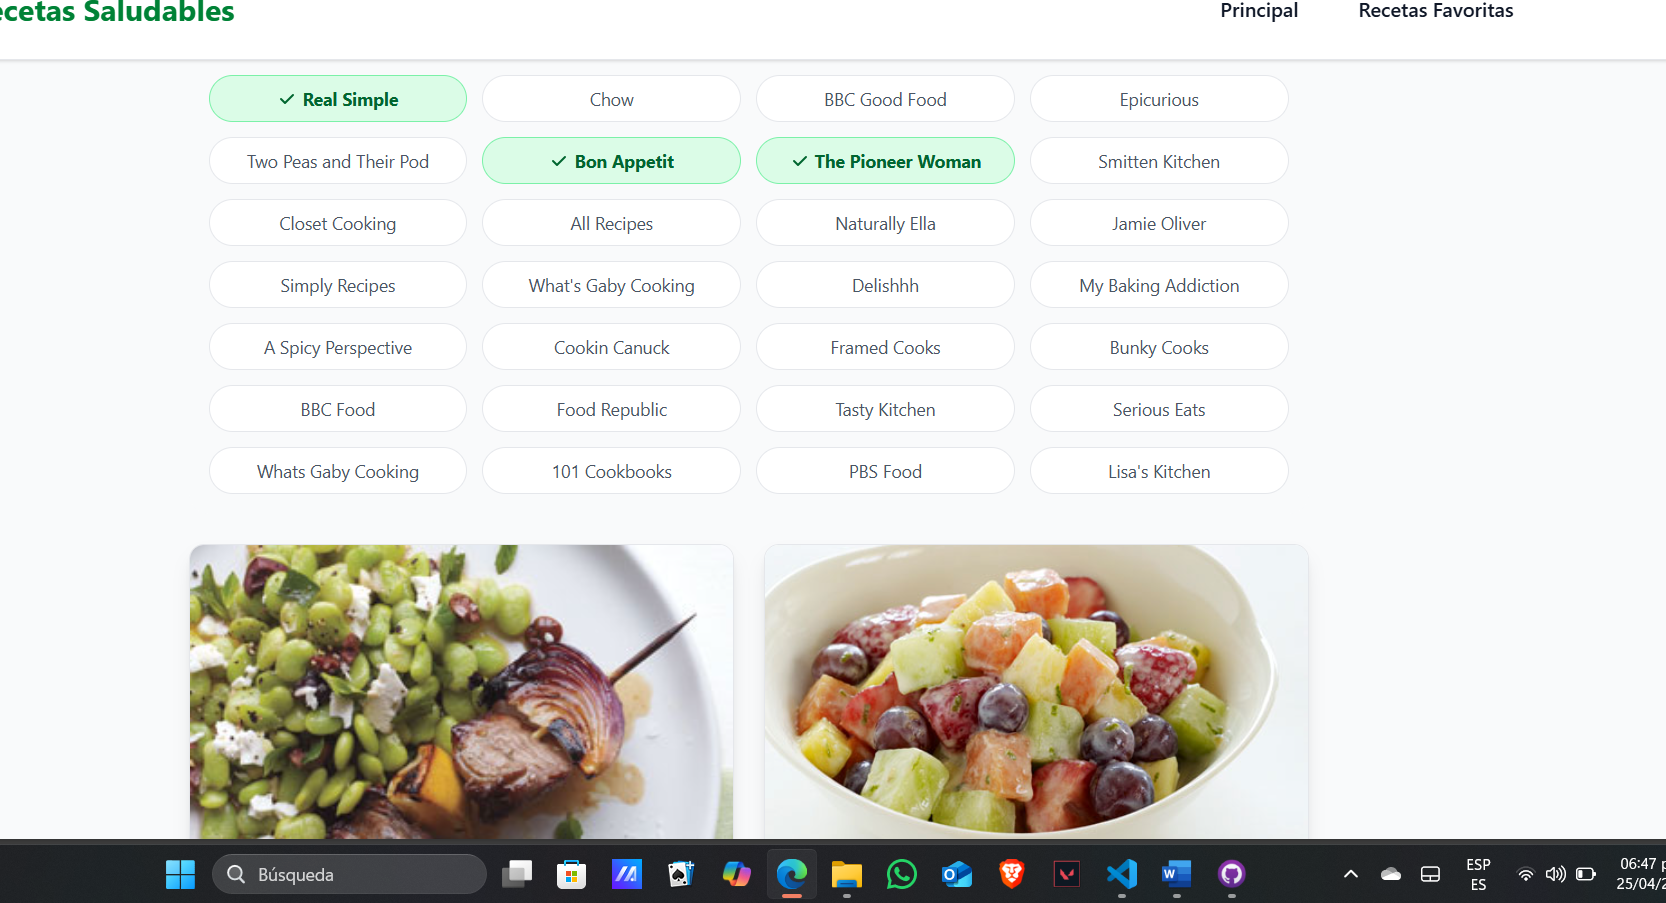 ecetas Saludables
Principal
Recetas Favoritas
Real Simple
Chow
BBC Good Food
Epicurious
Two Peas and Their Pod
Bon Appetit
The Pioneer Woman
Smitten Kitchen
Closet Cooking
All Recipes
Naturally Ella
Jamie Oliver
Simply Recipes
What's Gaby Cooking
Delishhh
My Baking Addiction
A Spicy Perspective
Cookin Canuck
Framed Cooks
Bunky Cooks
BBC Food
Food Republic
Tasty Kitchen
Serious Eats
Whats Gaby Cooking
101 Cookbooks
PBS Food
Lisa's Kitchen
Búsqueda
ESP
ES
06:47 p
25/04/2